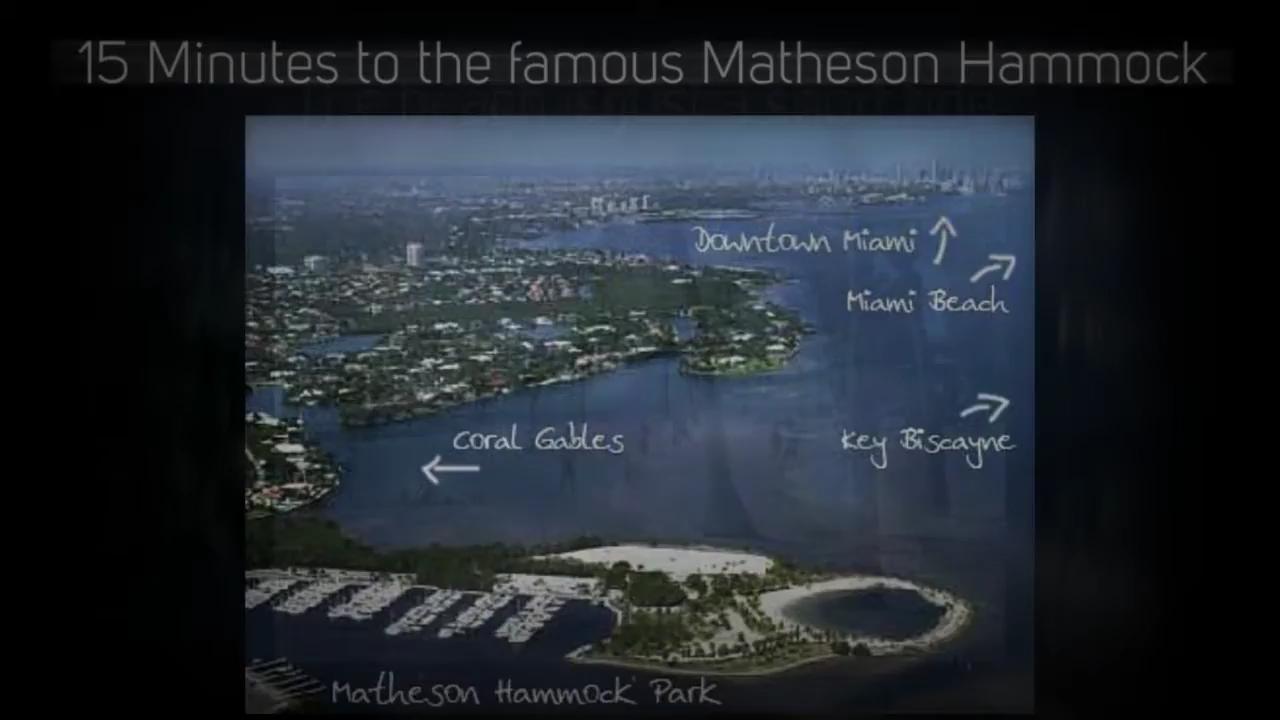 15 Minutes to the famous Matheson Hammock
Downtown Miami
Miami Beach
Key Biscayne
Coral Gables
Matheson Hammock Park